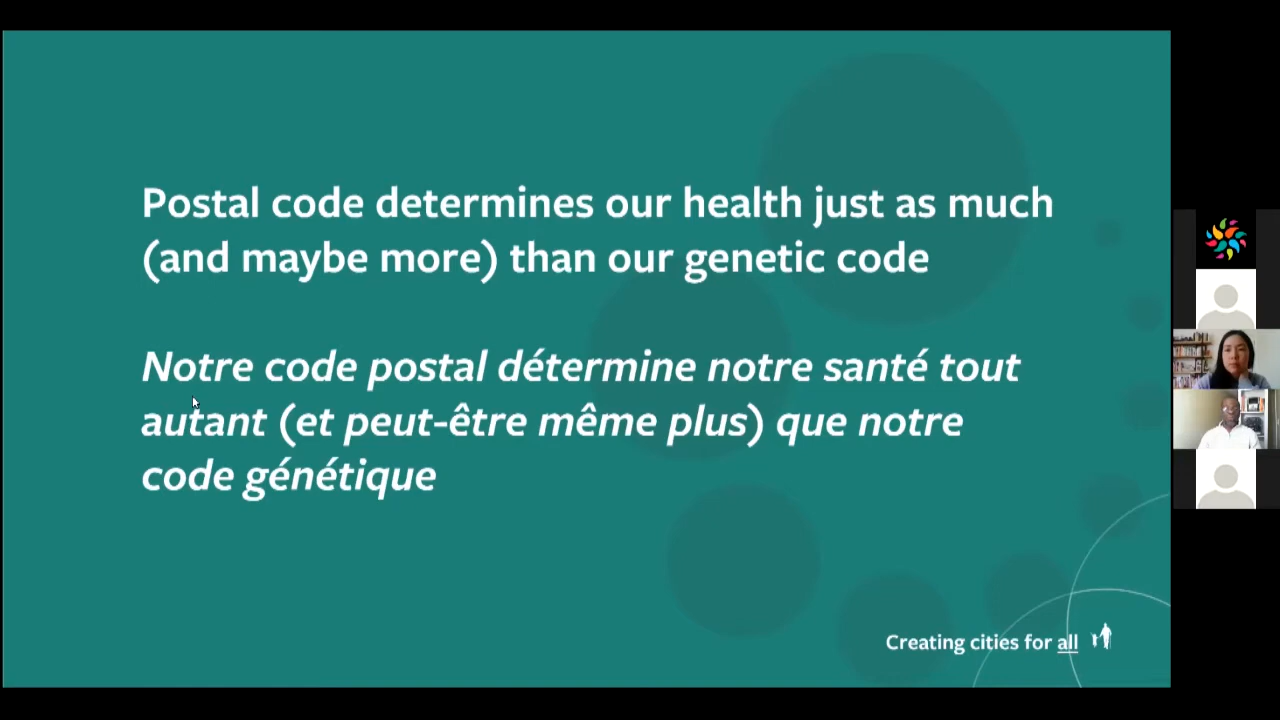 Postal code determines our health just as much
(and maybe more) than our genetic code
Notre code postal détermine notre santé tout
autant (et peut-être même plus) que notre
code génétique
Creating cities for all